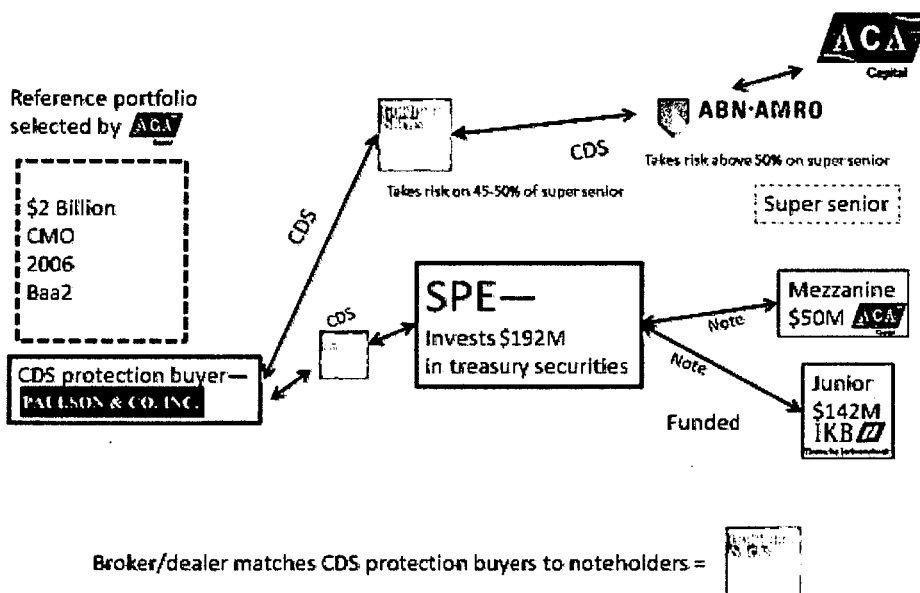 ACA
Capital
Reference portfolio
selected by ACA
$2 Billion
CMO
2006
Baa2
CDS protection buyer—
PAULSON & CO. INC.
CDS
CDS
CDS
ABN·AMRO
Takes risk above 50% on super senior
Takes risk on 45-50% of super senior
Super senior
SPE—
Invests $192M
in treasury securities
Note
Note
Mezzanine
$50M ACA
Junior
$142M
IKB
Funded
Broker/dealer matches CDS protection buyers to noteholders =